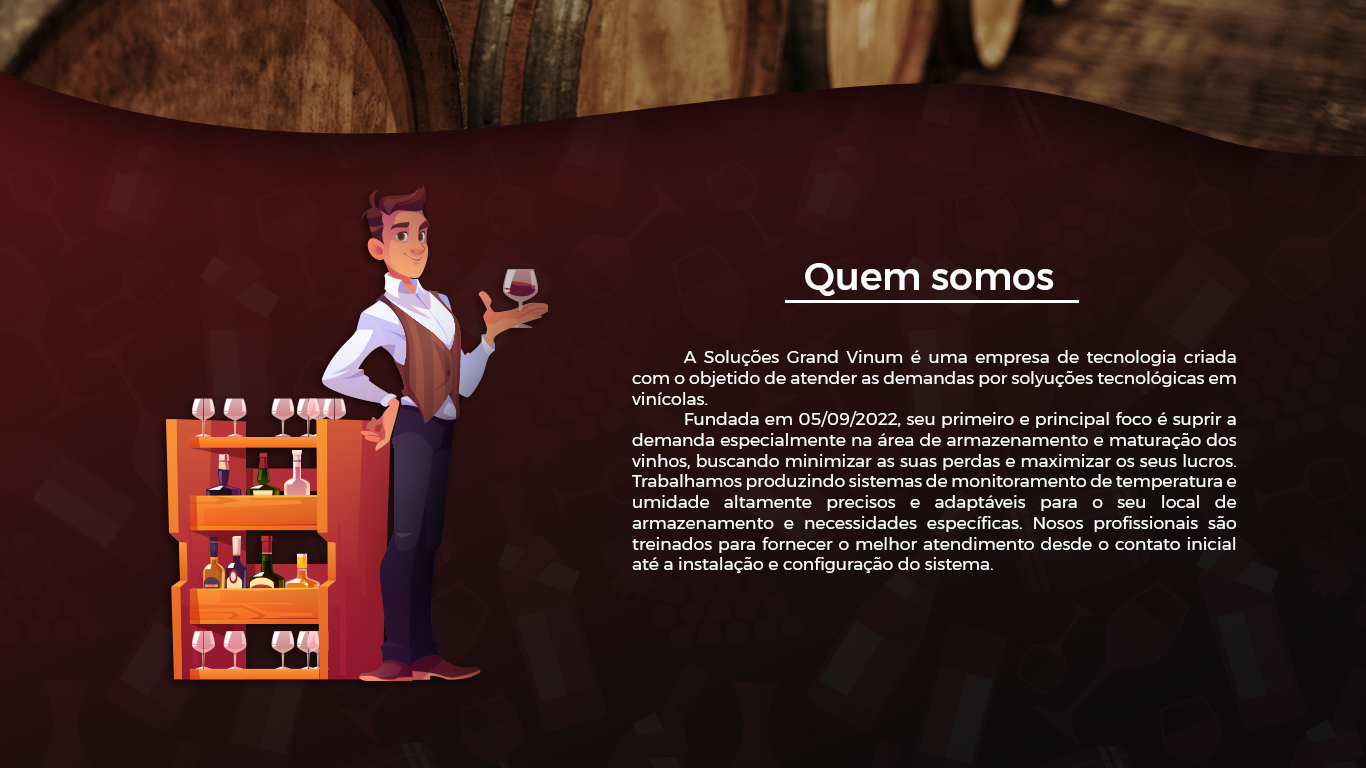 Quem somos
A Soluções Grand Vinum é uma empresa de tecnologia criada
com o objetido de atender as demandas por solyuções tecnológicas em
vinícolas.
Fundada em 05/09/2022, seu primeiro e principal foco é suprir a
demanda especialmente na área de armazenamento e maturação dos
vinhos, buscando minimizar as suas perdas e maximizar os seus lucros.
Trabalhamos produzindo sistemas de monitoramento de temperatura e
umidade altamente precisos e adaptáveis para o seu local de
armazenamento e necessidades específicas. Nosos profissionais são
treinados para fornecer o melhor atendimento desde o contato inicial
até a instalação e configuração do sistema.